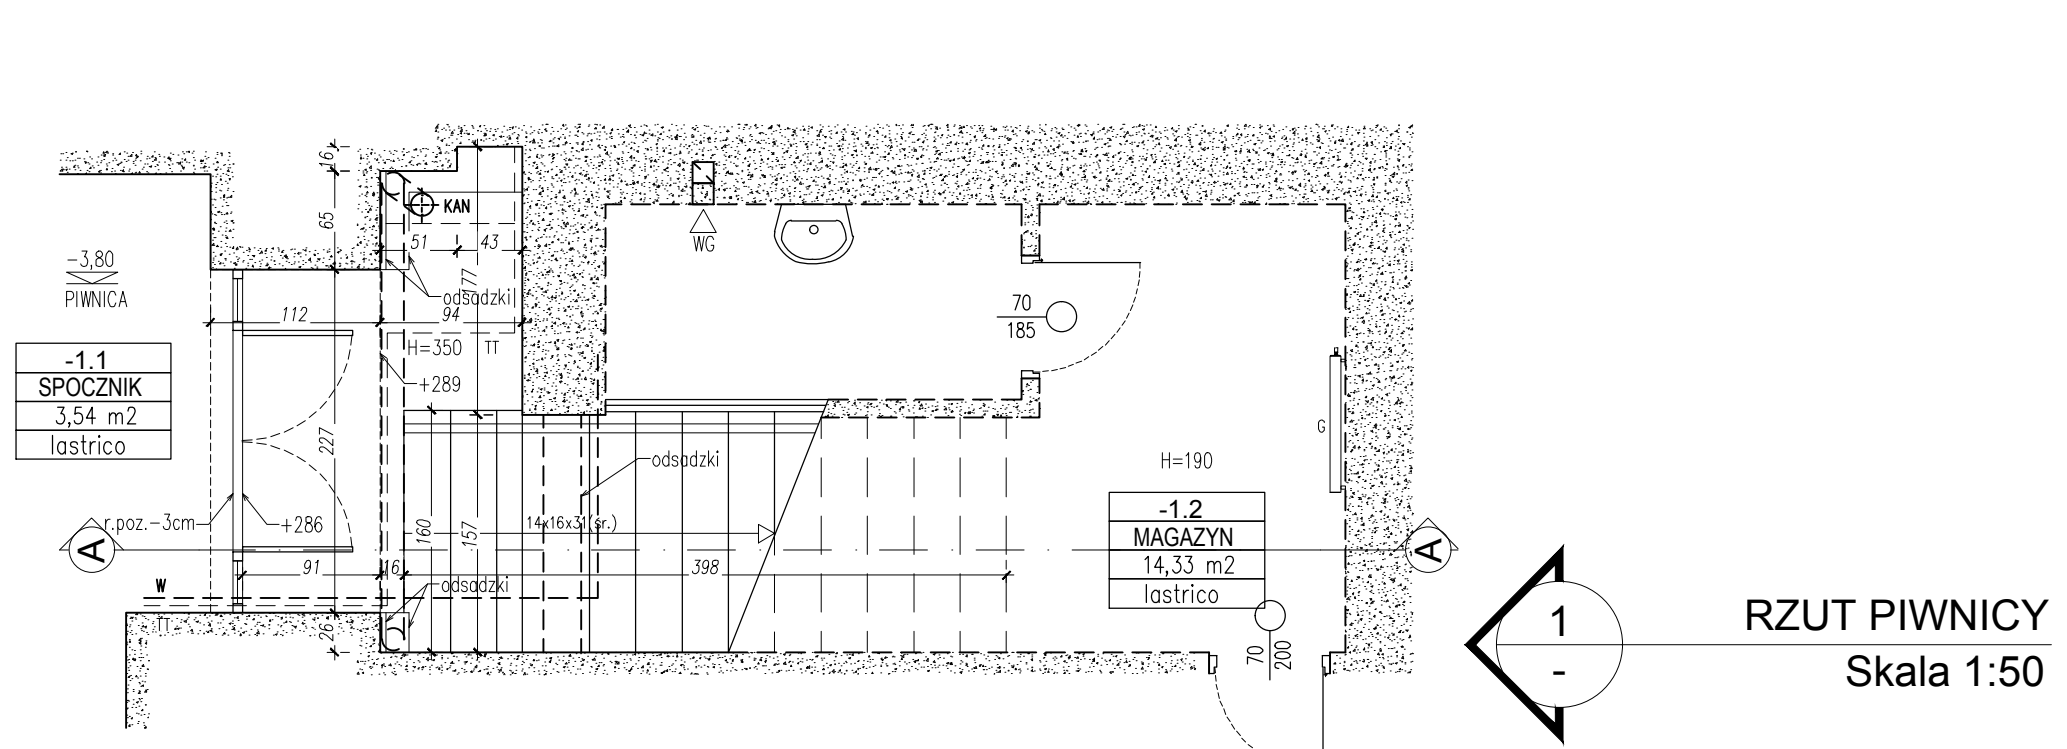 16
KAN
65
51
43
WG
-3,80
PIWNICA
177
odsadzki
112
94
70
185
H=350
TT
+289
-1.1
SPOCZNIK
3,54 m2
lastrico
227
G
odsadzki
H=190
r.poz.-3cm
+286
160
157
14x16x31(śr.)
-1.2
MAGAZYN
14,33 m2
lastrico
A
A
91
16
398
W
odsadzki
TT
26
70
200
1
-
RZUT PIWNICY
Skala 1:50